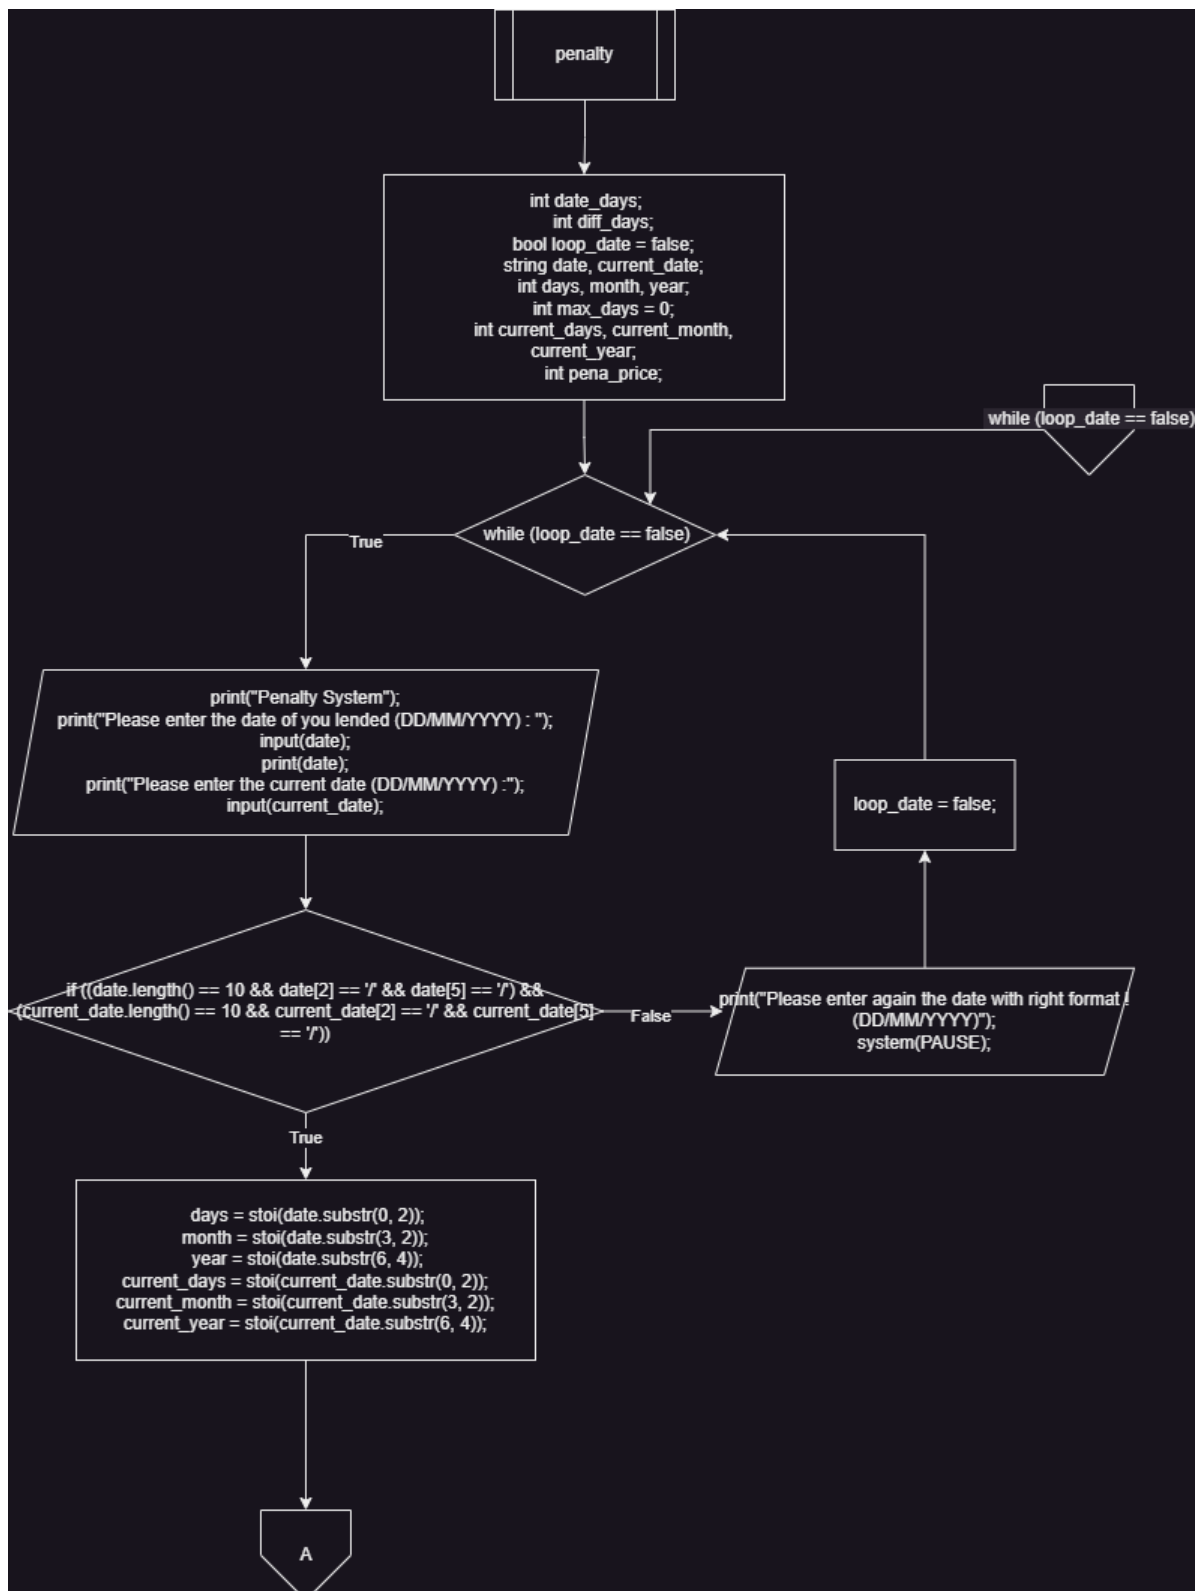 penalty
int date_days;
int diff_days;
bool loop_date = false;
string date, current_date;
int days, month, year;
int max_days = 0;
int current_days, current_month,
current_year;
int pena_price;
while (loop_date == false)
while (loop_date == false)
True
print("Penalty System");
print("Please enter the date of you lended (DD/MM/YYYY) : ");
input(date);
print(date);
print("Please enter the current date (DD/MM/YYYY) :");
input(current_date);
loop_date = false;
if ((date.length() == 10 && date[2] == '/' && date[5] == '/') &&
(current_date.length() == 10 && current_date[2] == '/' && current_date[5]
== '/'))
False
print("Please enter again the date with right format !
(DD/MM/YYYY)");
system(PAUSE);
True
days = stoi(date.substr(0, 2));
month = stoi(date.substr(3, 2));
year = stoi(date.substr(6, 4));
current_days = stoi(current_date.substr(0, 2));
current_month = stoi(current_date.substr(3, 2));
current_year = stoi(current_date.substr(6, 4));
A